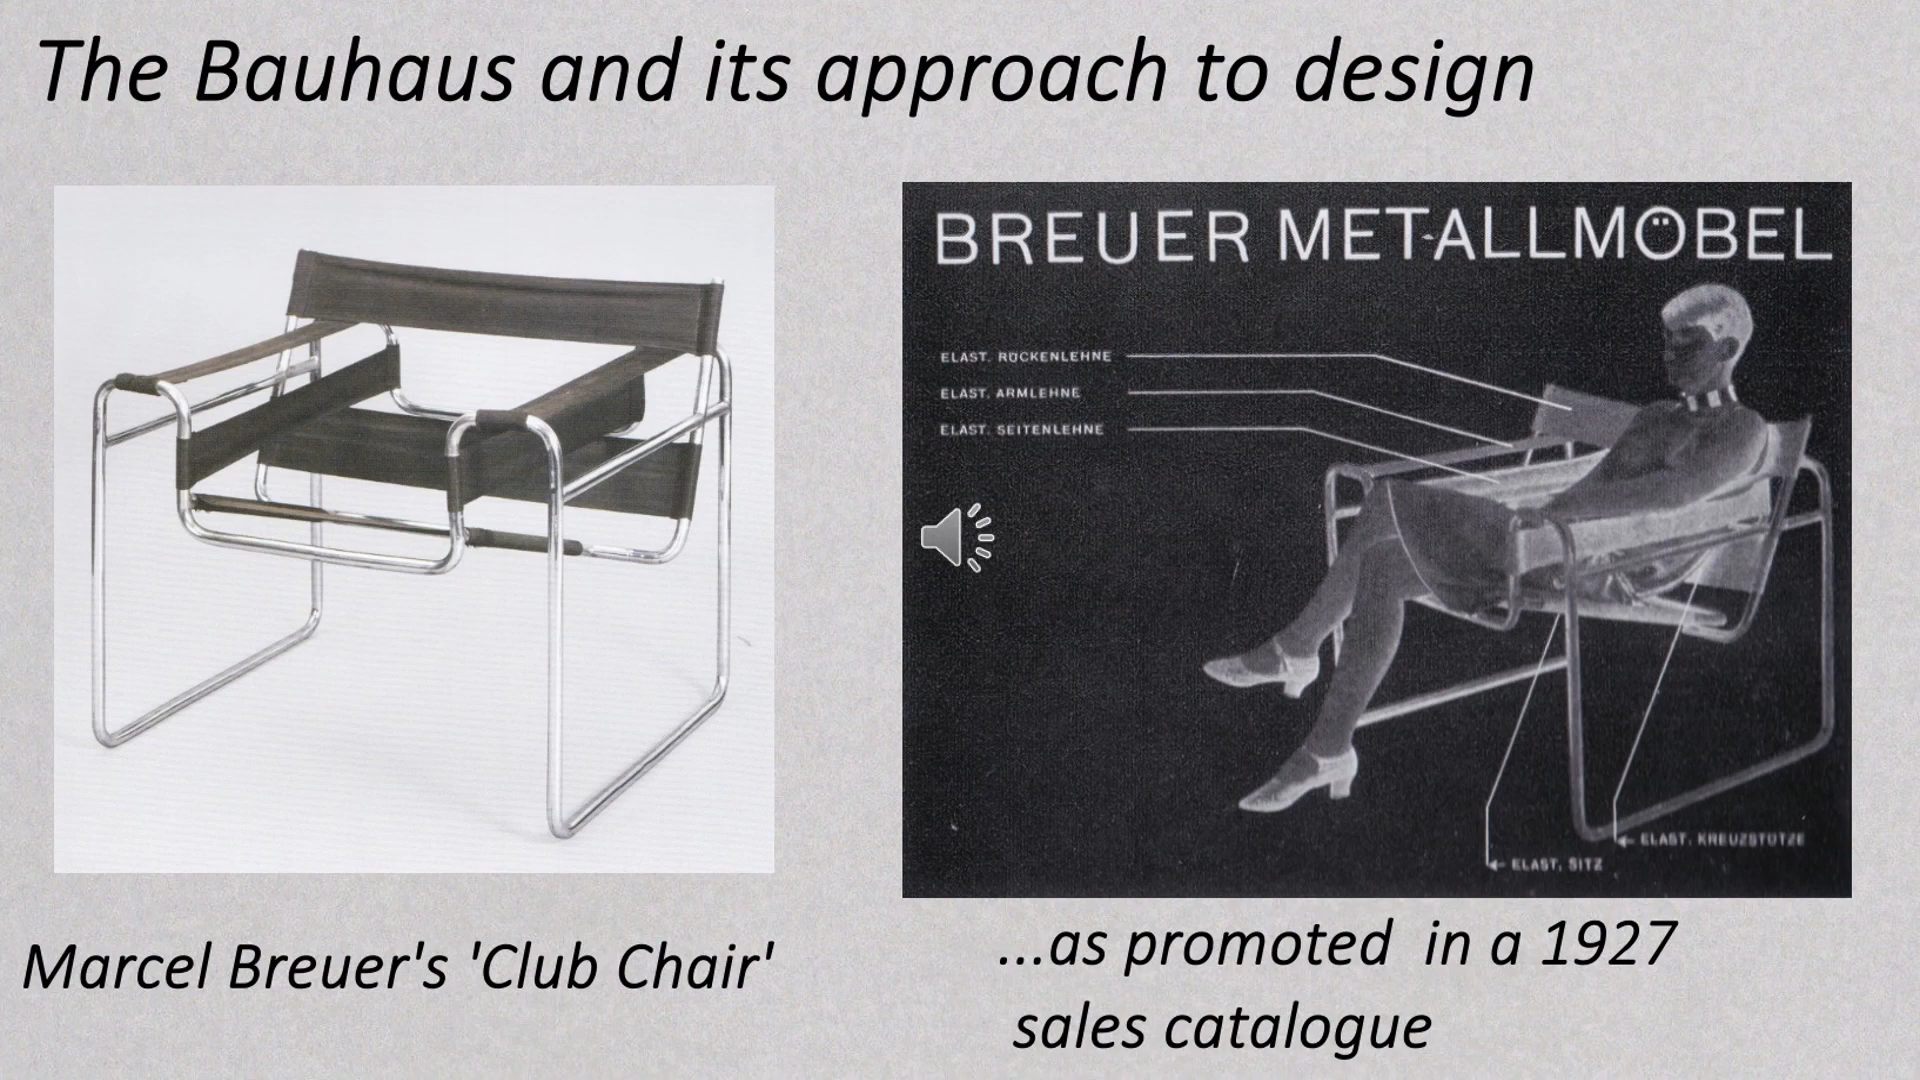 The Bauhaus and its approach to design
BREUER METALLMÖBEL
ELAST. RÜCKENLEHNE
ELAST. ARMLEHNE
ELAST. SEITENLEHNE
ELAST. KREUZSTÜTZE
ELAST. SITZ
Marcel Breuer's 'Club Chair'
...as promoted in a 1927
sales catalogue